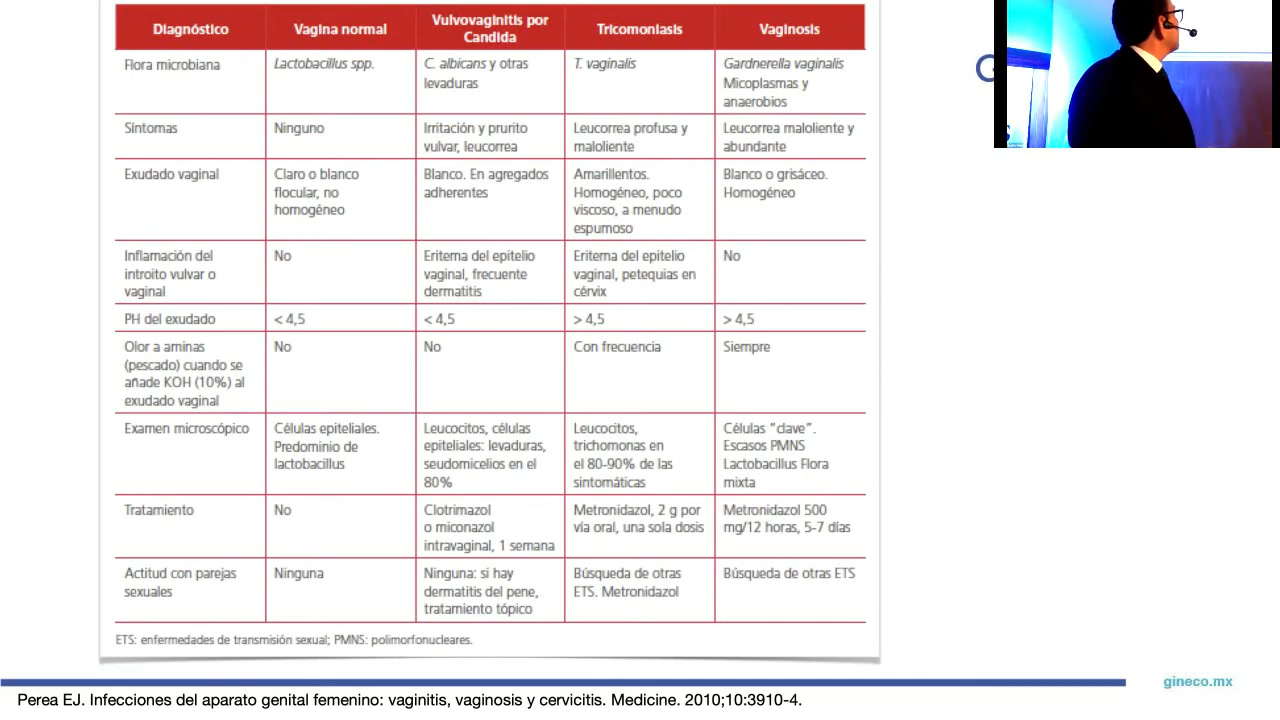 Diagnóstico
Vagina normal
Vulvovaginitis por
Candida
Tricomoniasis
Vaginosis
Flora microbiana
Lactobacillus spp.
C. albicans y otras
levaduras
T. vaginalis
Gardnerella vaginalis
Micoplasmas y
anaerobios
Síntomas
Ninguno
Irritación y prurito
vulvar, leucorrea
Leucorrea profusa y
maloliente
Leucorrea maloliente y
abundante
Exudado vaginal
Claro o blanco
flocular, no
homogéneo
Blanco. En agregados
adherentes
Amarillentos.
Homogéneo, poco
viscoso, a menudo
espumoso
Blanco o grisáceo.
Homogéneo
Inflamación del
introito vulvar o
vaginal
No
Eritema del epitelio
vaginal, frecuente
dermatitis
Eritema del epitelio
vaginal, petequias en
cérvix
No
PH del exudado
< 4,5
< 4,5
> 4,5
> 4,5
Olor a aminas
(pescado) cuando se
añade KOH (10%) al
exudado vaginal
No
No
Con frecuencia
Siempre
Examen microscópico
Células epiteliales.
Predominio de
lactobacillus
Leucocitos, células
epiteliales: levaduras,
seudomicelios en el
80%
Leucocitos,
trichomonas en
el 80-90% de las
sintomáticas
Células "clave".
Escasos PMNS
Lactobacillus Flora
mixta
Tratamiento
No
Clotrimazol
o miconazol
intravaginal, 1 semana
Metronidazol, 2 g por
vía oral, una sola dosis
Metronidazol 500
mg/12 horas, 5-7 días
Actitud con parejas
sexuales
Ninguna
Ninguna: si hay
dermatitis del pene,
tratamiento tópico
Búsqueda de otras
ETS. Metronidazol
Búsqueda de otras ETS
ETS: enfermedades de transmisión sexual; PMNS: polimorfonucleares.
gineco.mx
Perea EJ. Infecciones del aparato genital femenino: vaginitis, vaginosis y cervicitis. Medicine. 2010;10:3910-4.